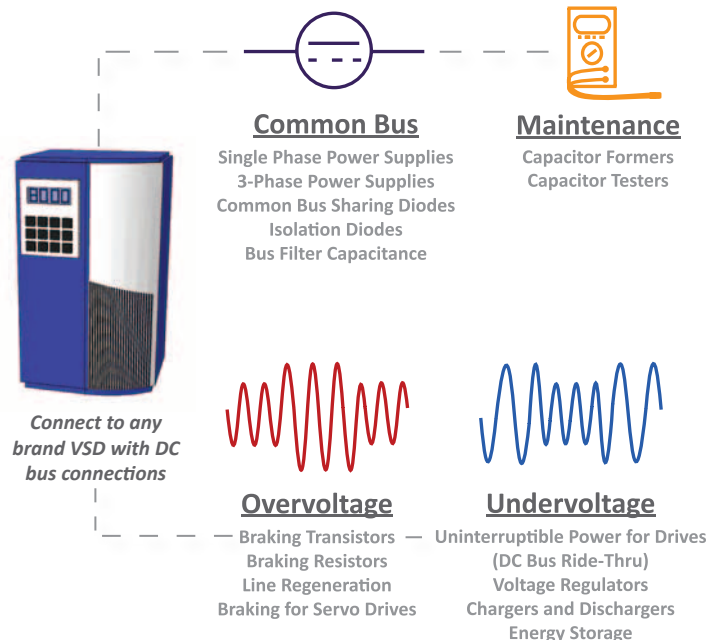 8000
Common Bus
Single Phase Power Supplies
3-Phase Power Supplies
Common Bus Sharing Diodes
Isolation Diodes
Bus Filter Capacitance
Maintenance
Capacitor Formers
Capacitor Testers
Connect to any
brand VSD with DC
bus connections
Overvoltage
Braking Transistors
Braking Resistors
Line Regeneration
Braking for Servo Drives
Undervoltage
Uninterruptible Power for Drives
(DC Bus Ride-Thru)
Voltage Regulators
Chargers and Dischargers
Energy Storage